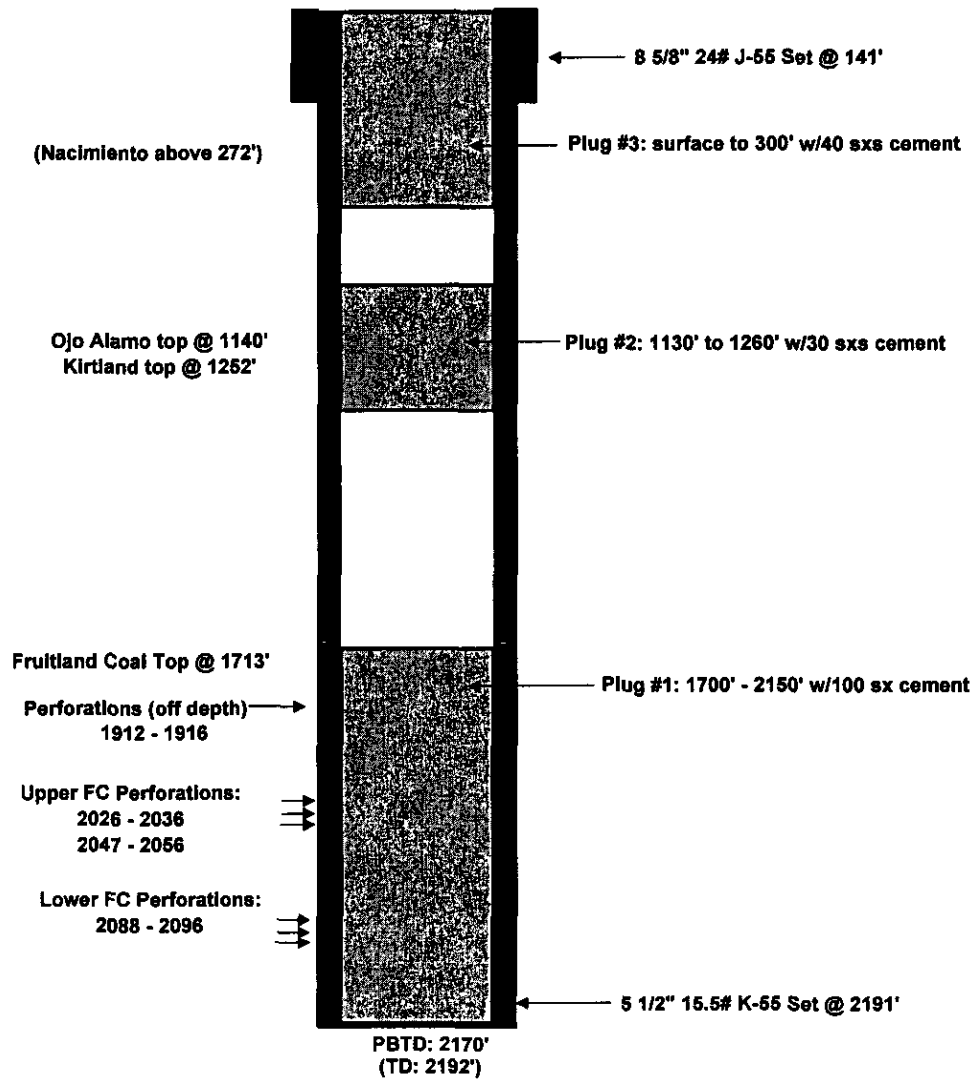 8 5/8" 24# J-55 Set @ 141'
(Nacimiento above 272')
Plug #3: surface to 300' w/40 sxs cement
Ojo Alamo top @ 1140'
Kirtland top @ 1252'
Plug #2: 1130' to 1260' w/30 sxs cement
Fruitland Coal Top @ 1713'
Plug #1: 1700' - 2150' w/100 sx cement
Perforations (off depth)
1912 - 1916
Upper FC Perforations:
2026 - 2036
2047 - 2056
Lower FC Perforations:
2088 - 2096
5 1/2" 15.5# K-55 Set @ 2191'
PBTD: 2170'
(TD: 2192')